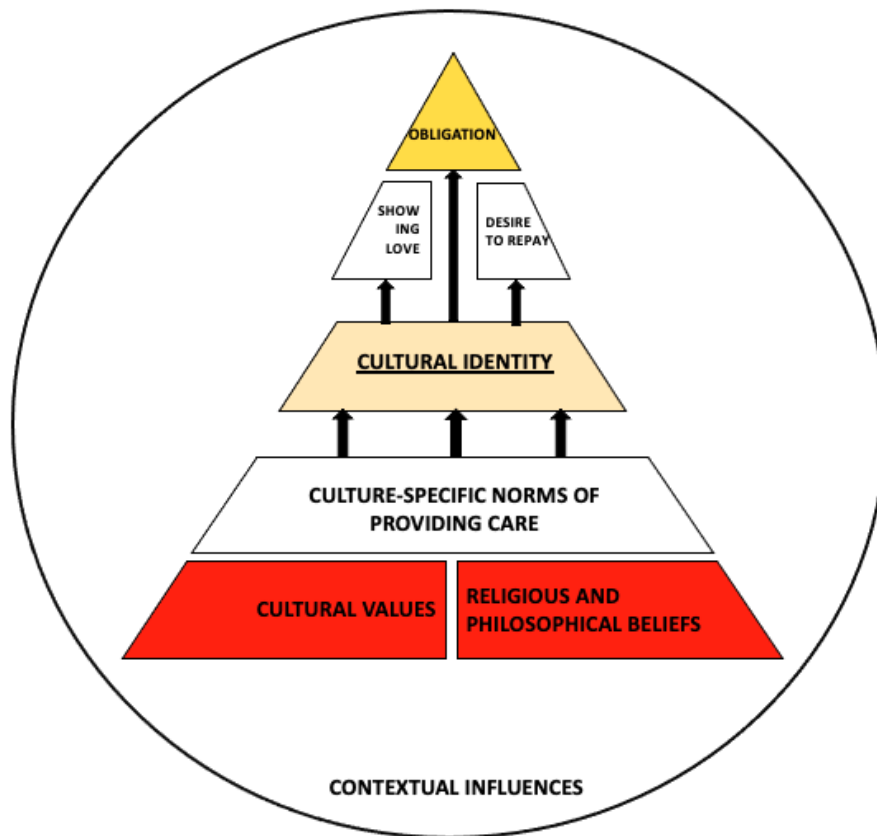 OBLIGATION
SHOW
ING
LOVE
DESIRE
TO REPAY
CULTURAL IDENTITY
CULTURE-SPECIFIC NORMS OF
PROVIDING CARE
CULTURAL VALUES
RELIGIOUS AND
PHILOSOPHICAL BELIEFS
CONTEXTUAL INFLUENCES